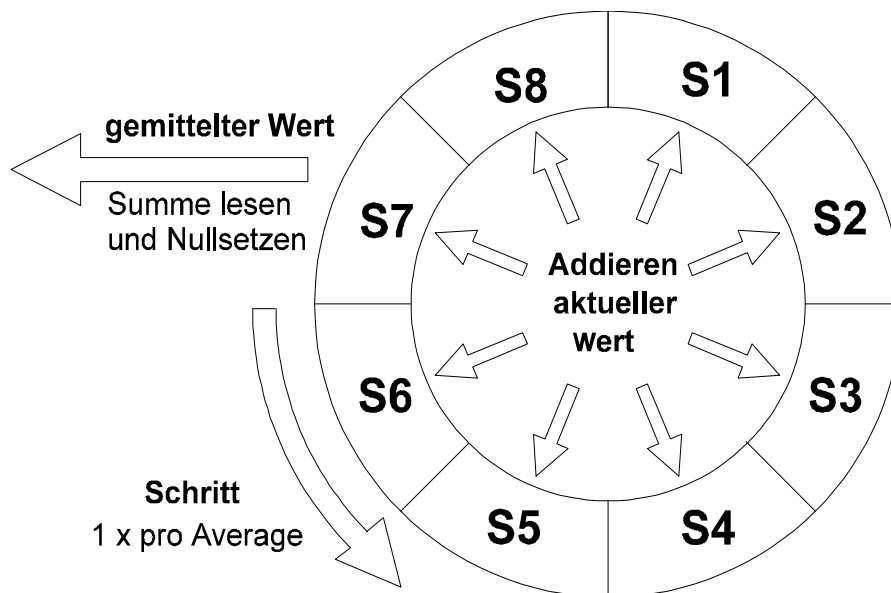 S8
S1
gemittelter Wert
Summe lesen
und Nullsetzen
S7
S2
Addieren
aktueller
Wert
S6
S3
Schritt
1 x pro Average
S5
S4